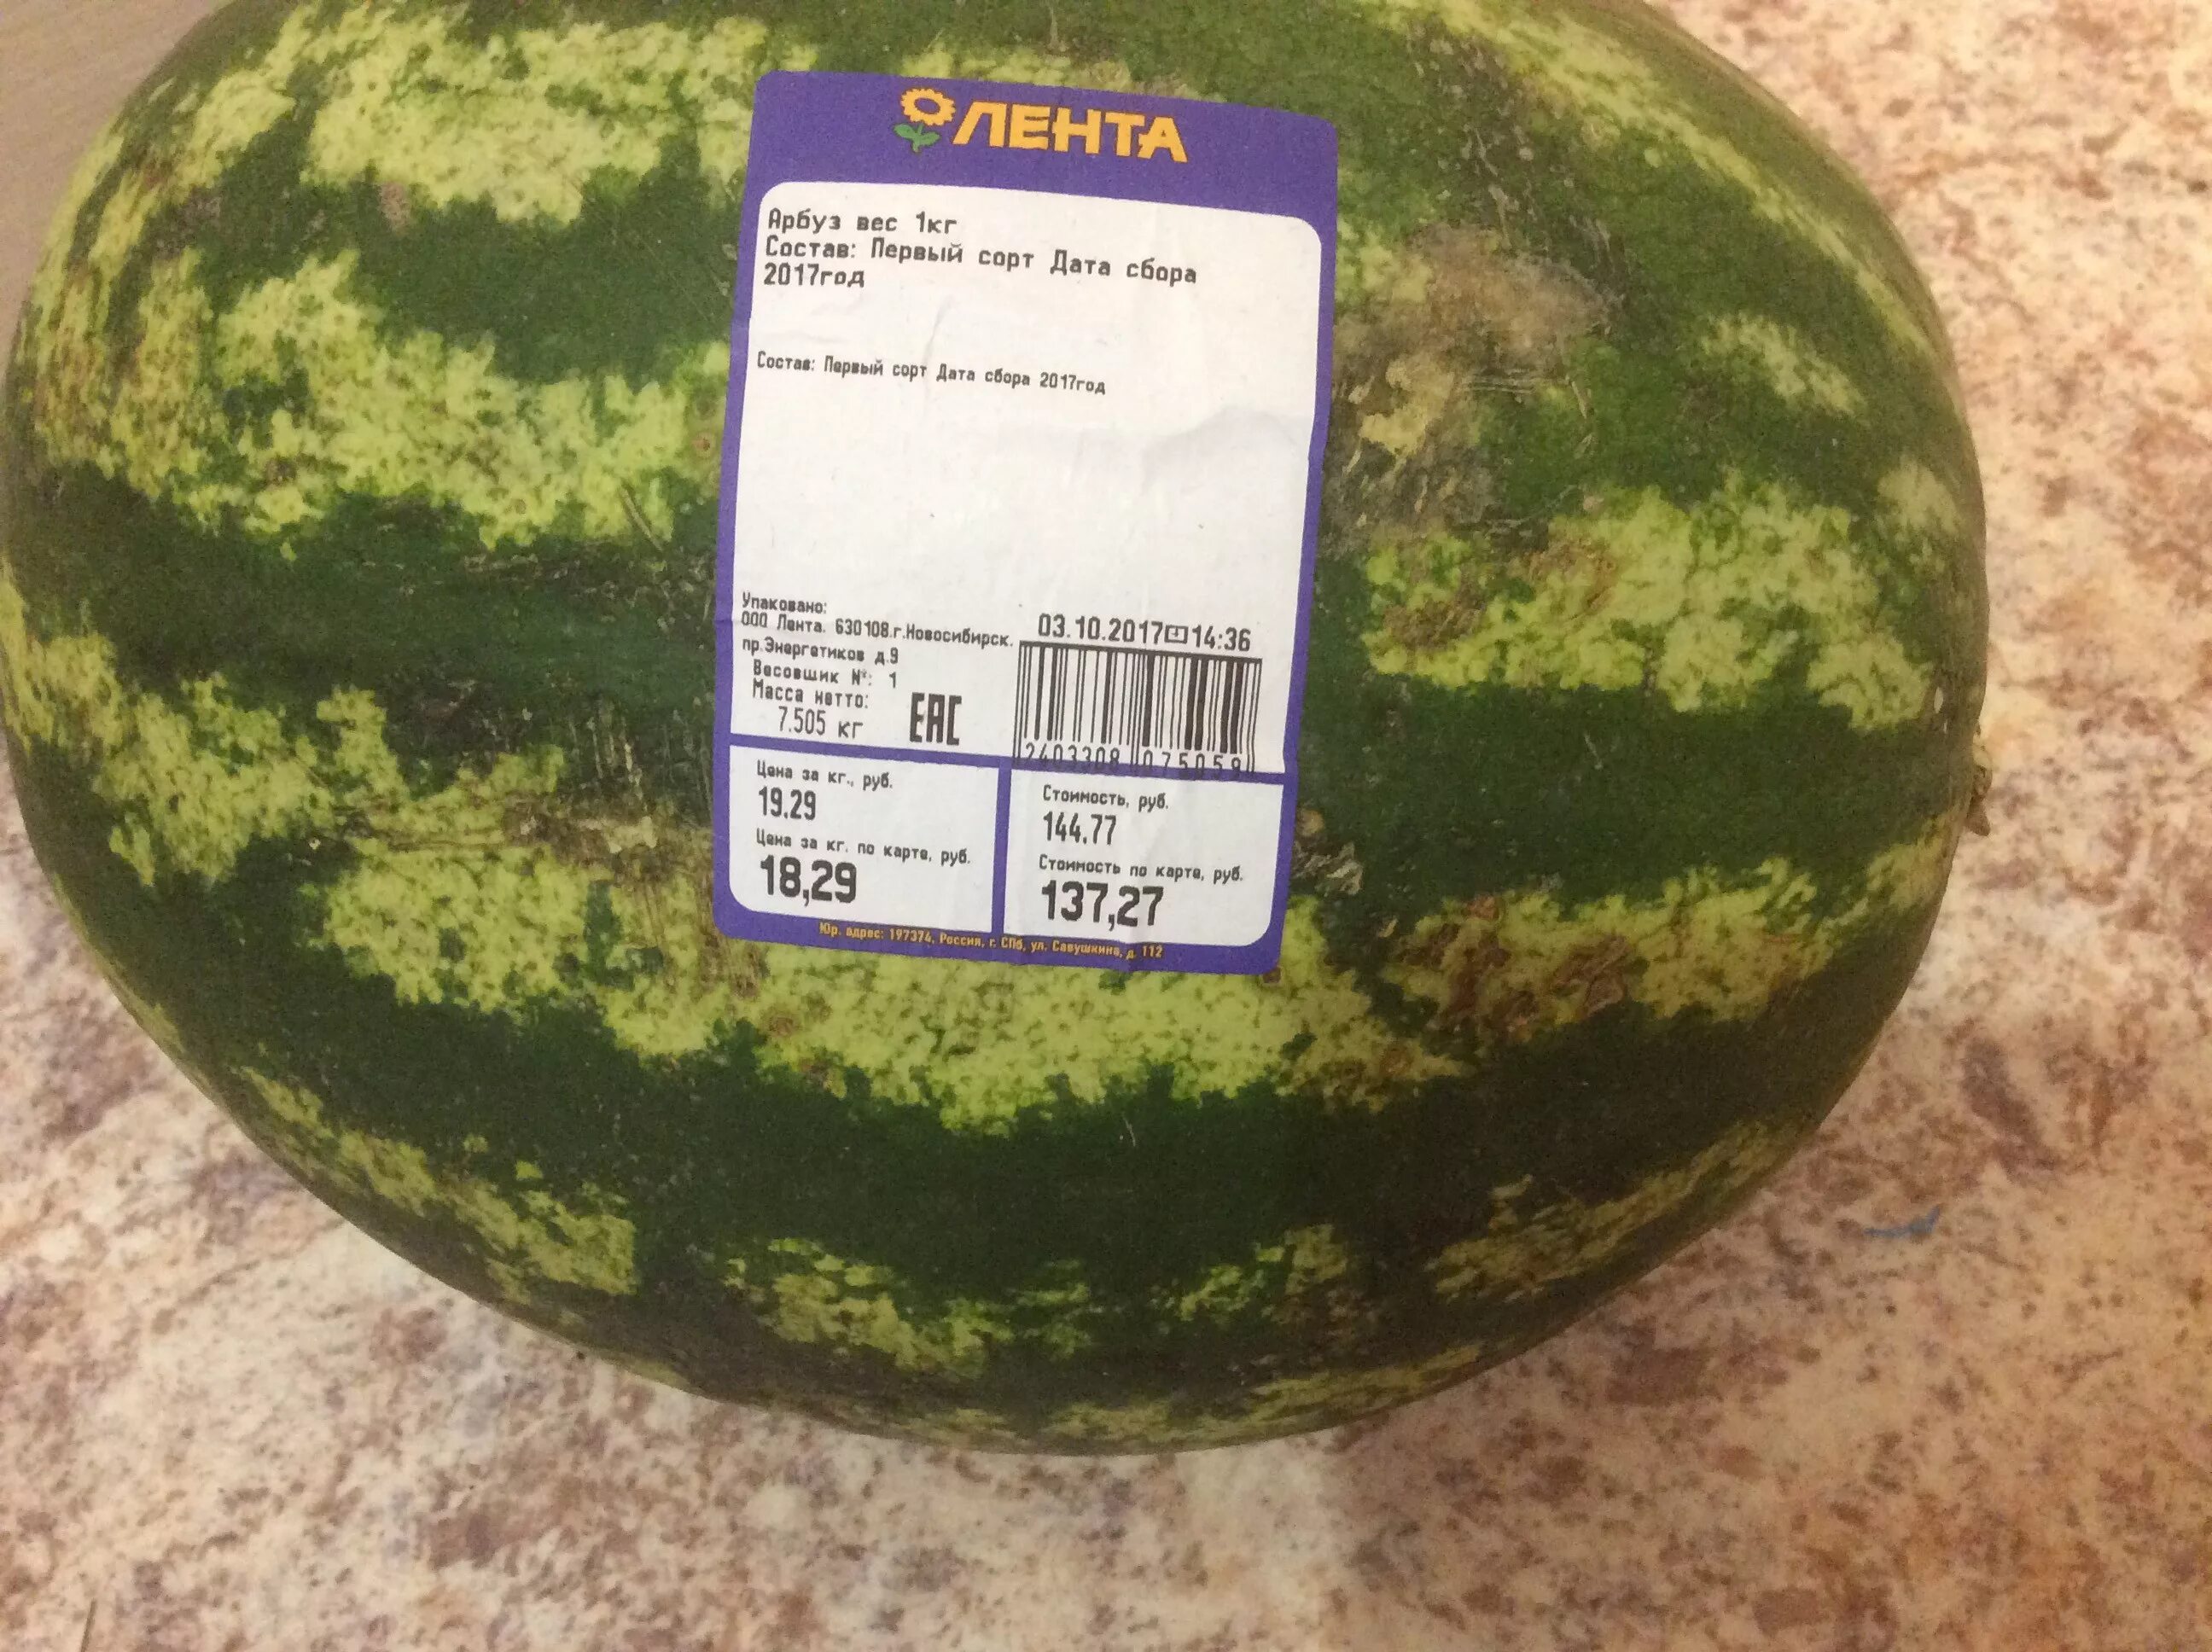 ЛЕНТА
Арбуз вес 1кг
Состав: Первый сорт Дата сбора
2017год
Состав: Первый сорт Дата сбора 2017год
Упаковано:
ООО Лента. 630108.г.Новосибирск.
пр.Энергетиков д.9
Весовщик №: 1
Масса нетто:
7.505 кг
EAC
03.10.2017 14:36
2403308 075059
Цена за кг., руб.
19.29
Цена за кг. по карте, руб.
18,29
Стоимость, руб.
144.77
Стоимость по карте, руб.
137,27
Юр. адрес: 197374, Россия, г. СПб, ул. Савушкина, д. 112